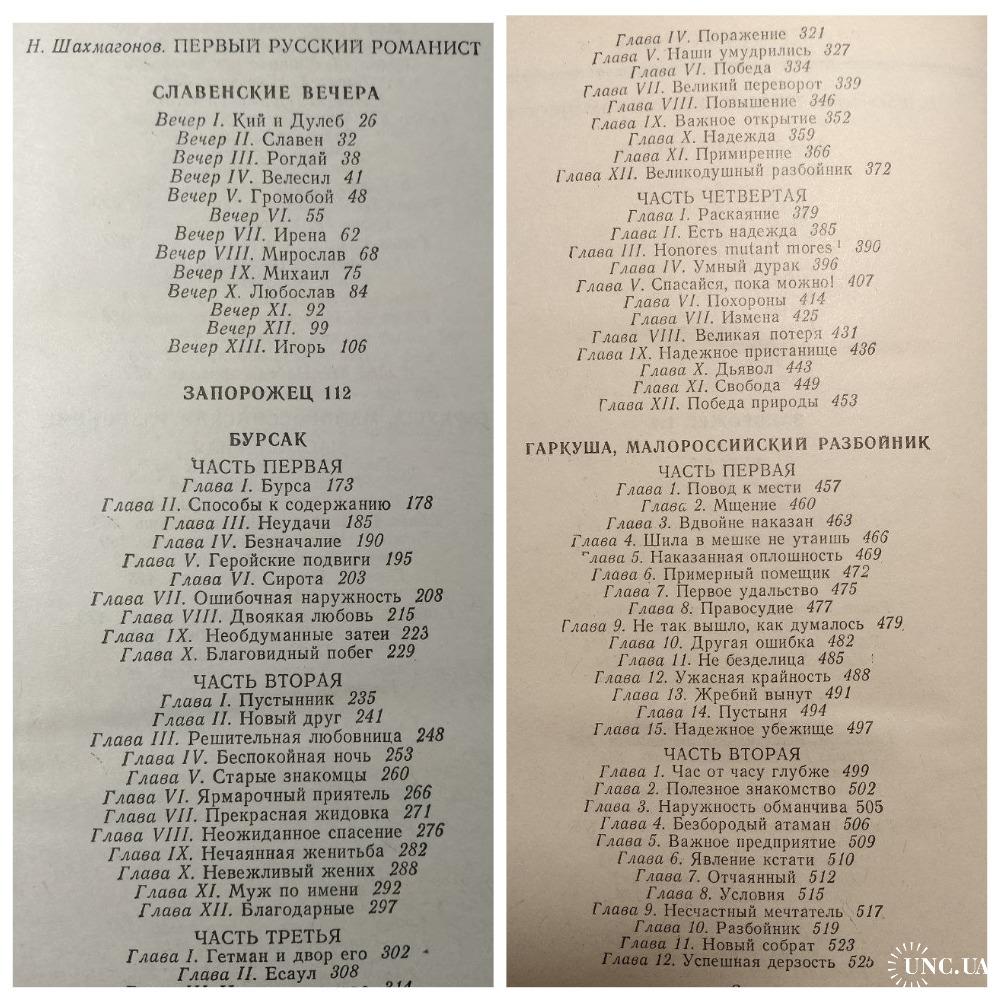 Н. Шахмагонов. ПЕРВЫЙ РУССКИЙ РОМАНИСТ
СЛАВЕНСКИЕ ВЕЧЕРА
Вечер I. Кий и Дулеб 26
Вечер II. Славен 32
Вечер III. Рогдай 38
Вечер IV. Велесил 41
Вечер V. Громобой 48
Вечер VI. 55
Вечер VII. Ирена 62
Вечер VIII. Мирослав 68
Вечер IX. Михаил 75
Вечер X. Любослав 84
Вечер XI. 92
Вечер XII. 99
Вечер XIII. Игорь 106
ЗАПОРОЖЕЦ 112
БУРСАК
ЧАСТЬ ПЕРВАЯ
Глава I. Бурса 173
Глава II. Способы к содержанию 178
Глава III. Неудачи 185
Глава IV. Безначалие 190
Глава V. Геройские подвиги 195
Глава VI. Сирота 203
Глава VII. Ошибочная наружность 208
Глава VIII. Двоякая любовь 215
Глава IX. Необдуманные затеи 223
Глава X. Благовидный побег 229
ЧАСТЬ ВТОРАЯ
Глава I. Пустынник 235
Глава II. Новый друг 241
Глава III. Решительная любовница 248
Глава IV. Беспокойная ночь 253
Глава V. Старые знакомцы 260
Глава VI. Ярмарочный приятель 266
Глава VII. Прекрасная жидовка 271
Глава VIII. Неожиданное спасение 276
Глава IX. Нечаянная женитьба 282
Глава X. Невежливый жених 288
Глава XI. Муж по имени 292
Глава XII. Благодарные 297
ЧАСТЬ ТРЕТЬЯ
Глава I. Гетман и двор его 302
Глава II. Есаул 308
Глава IV. Поражение 321
Глава V. Наши умудрились 327
Глава VI. Победа 334
Глава VII. Великий переворот 339
Глава VIII. Повышение 346
Глава IX. Важное открытие 352
Глава X. Надежда 359
Глава XI. Примирение 366
Глава XII. Великодушный разбойник 372
ЧАСТЬ ЧЕТВЕРТАЯ
Глава I. Раскаяние 379
Глава II. Есть надежда 385
Глава III. Honores mutant mores¹ 390
Глава IV. Умный дурак 396
Глава V. Спасайся, пока можно! 407
Глава VI. Похороны 414
Глава VII. Измена 425
Глава VIII. Великая потеря 431
Глава IX. Надежное пристанище 436
Глава X. Дьявол 443
Глава XI. Свобода 449
Глава XII. Победа природы 453
ГАРКУША, МАЛОРОССИЙСКИЙ РАЗБОЙНИК
ЧАСТЬ ПЕРВАЯ
Глава 1. Повод к мести 457
Глава 2. Мщение 460
Глава 3. Вдвойне наказан 463
Глава 4. Шила в мешке не утаишь 466
Глава 5. Наказанная оплошность 469
Глава 6. Примерный помещик 472
Глава 7. Первое удальство 475
Глава 8. Правосудие 477
Глава 9. Не так вышло, как думалось 479
Глава 10. Другая ошибка 482
Глава 11. Не безделица 485
Глава 12. Ужасная крайность 488
Глава 13. Жребий вынут 491
Глава 14. Пустыня 494
Глава 15. Надежное убежище 497
ЧАСТЬ ВТОРАЯ
Глава 1. Час от часу глубже 499
Глава 2. Полезное знакомство 502
Глава 3. Наружность обманчива 505
Глава 4. Безбородый атаман 506
Глава 5. Важное предприятие 509
Глава 6. Явление кстати 510
Глава 7. Отчаянный 512
Глава 8. Условия 515
Глава 9. Несчастный мечтатель 517
Глава 10. Разбойник 519
Глава 11. Новый собрат 523
Глава 12. Успешная дерзость 525
UNC.UA